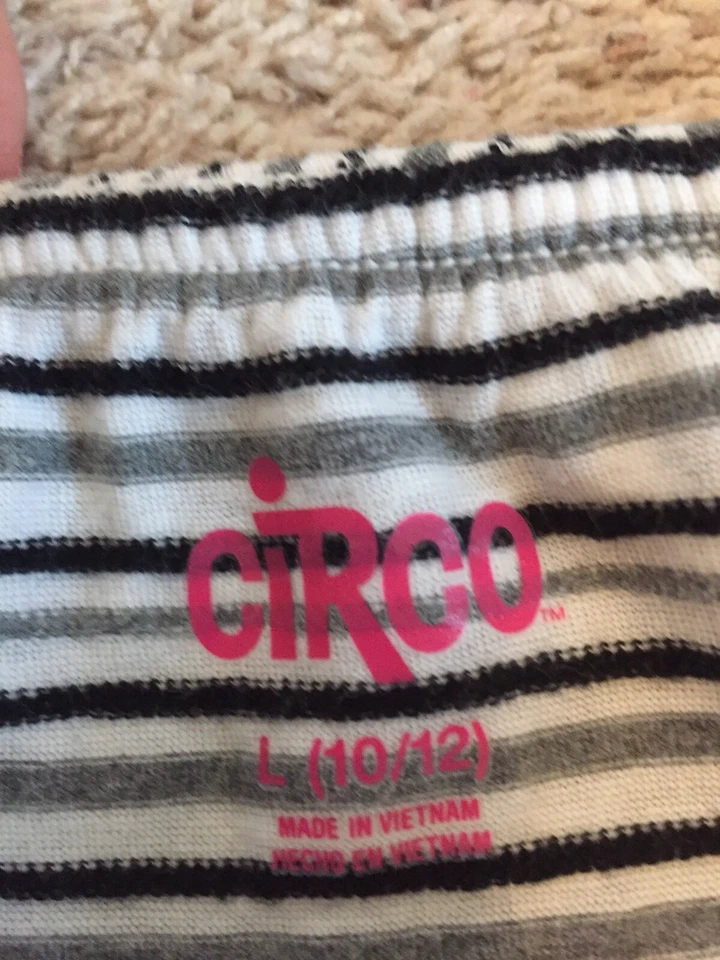 CiRCO™
L (10/12)
MADE IN VIETNAM
HECHO EN VIETNAM